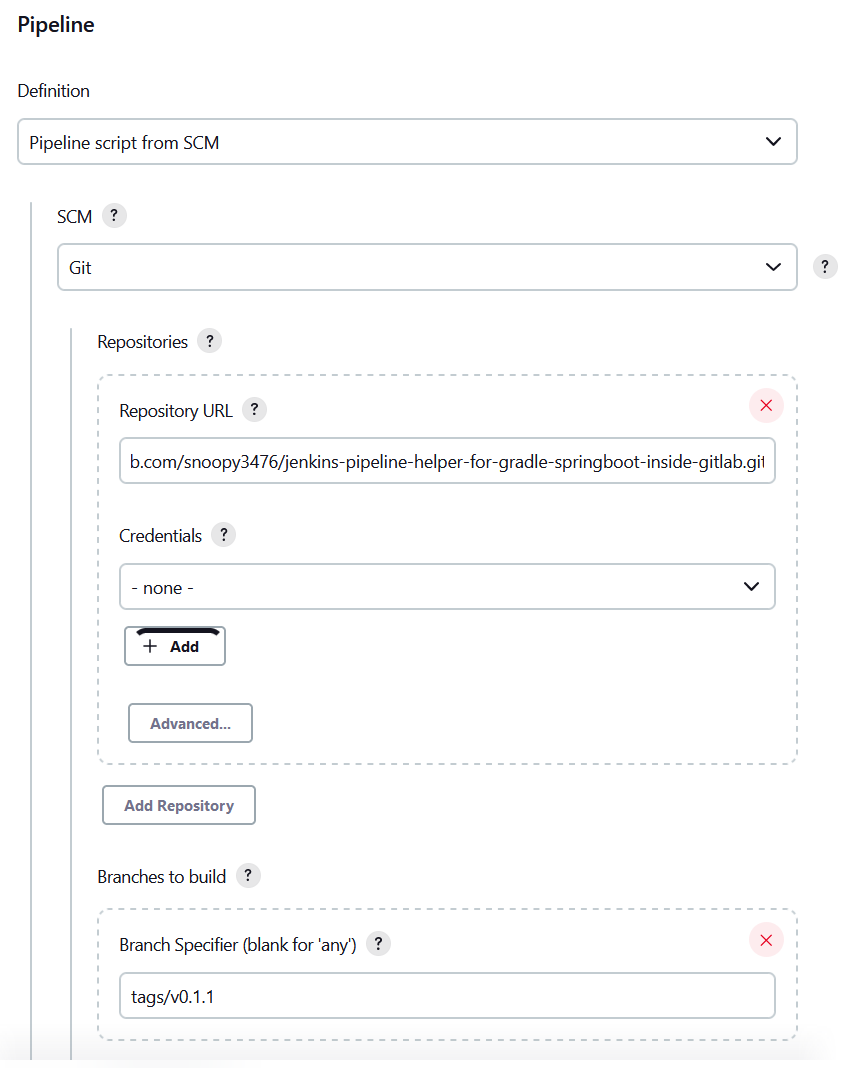 Pipeline
Definition
Pipeline script from SCM
SCM ?
Git
?
Repositories ?
Repository URL ?
b.com/snoopy3476/jenkins-pipeline-helper-for-gradle-springboot-inside-gitlab.git
Credentials ?
- none -
+ Add
Advanced...
Add Repository
Branches to build ?
Branch Specifier (blank for 'any') ?
tags/v0.1.1